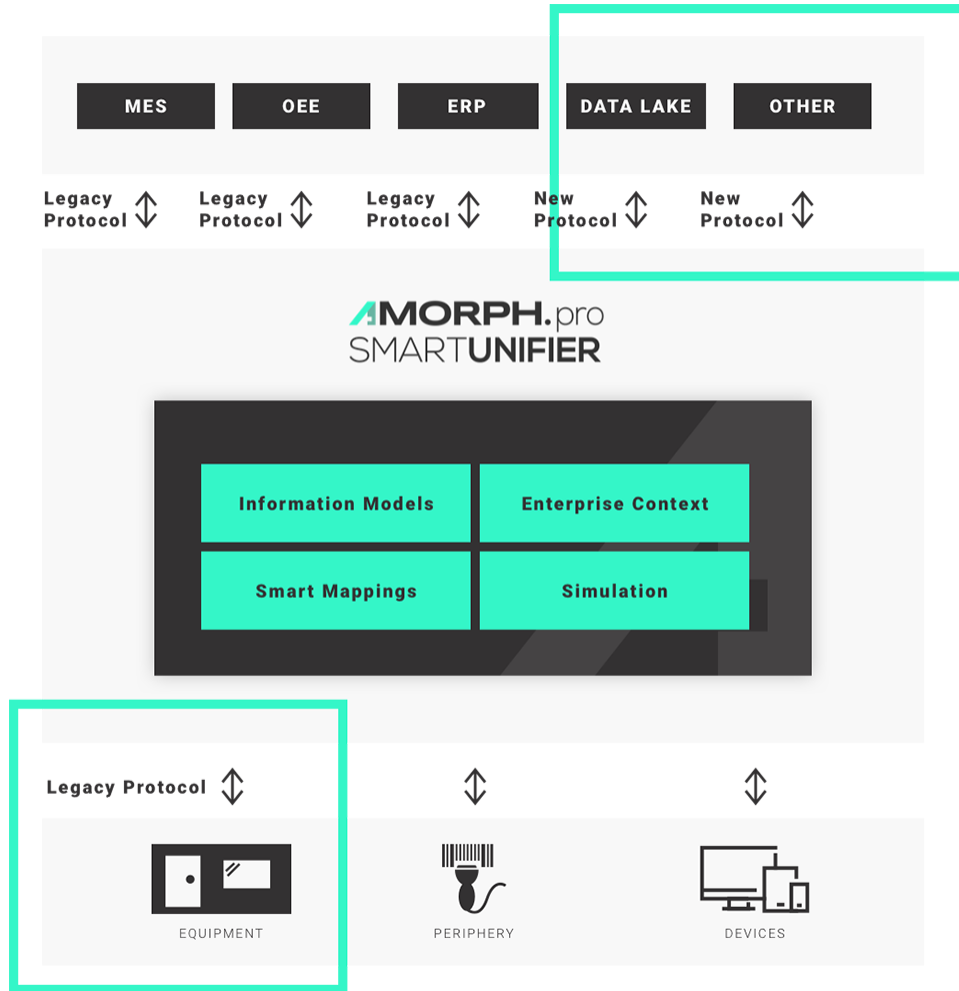 MES
OEE
ERP
DATA LAKE
OTHER
Legacy
Protocol
Legacy
Protocol
Legacy
Protocol
New
Protocol
New
Protocol
AMORPH.pro
SMARTUNIFIER
Information Models
Enterprise Context
Smart Mappings
Simulation
Legacy Protocol
EQUIPMENT
PERIPHERY
DEVICES